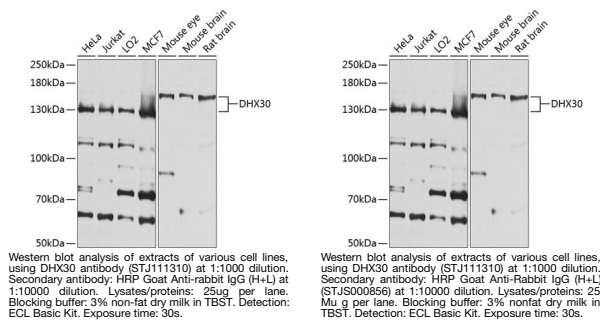 HeLa
Jurkat
LO2
MCF7
Mouse eye
Mouse brain
Rat brain
250kDa
180kDa
130kDa
100kDa
70kDa
50kDa
DHX30
Western blot analysis of extracts of various cell lines,
using DHX30 antibody (STJ111310) at 1:1000 dilution.
Secondary antibody: HRP Goat Anti-rabbit IgG (H+L) at
1:10000 dilution. Lysates/proteins: 25ug per lane.
Blocking buffer: 3% non-fat dry milk in TBST. Detection:
ECL Basic Kit. Exposure time: 30s.
HeLa
Jurkat
LO2
MCF7
Mouse eye
Mouse brain
Rat brain
250kDa
180kDa
130kDa
100kDa
70kDa
50kDa
DHX30
Western blot analysis of extracts of various cell lines,
using DHX30 antibody (STJ111310) at 1:1000 dilution.
Secondary antibody: HRP Goat Anti-Rabbit IgG (H+L)
(STJS000856) at 1:10000 dilution. Lysates/proteins: 25
Mu g per lane. Blocking buffer: 3% nonfat dry milk in
TBST. Detection: ECL Basic Kit. Exposure time: 30s.